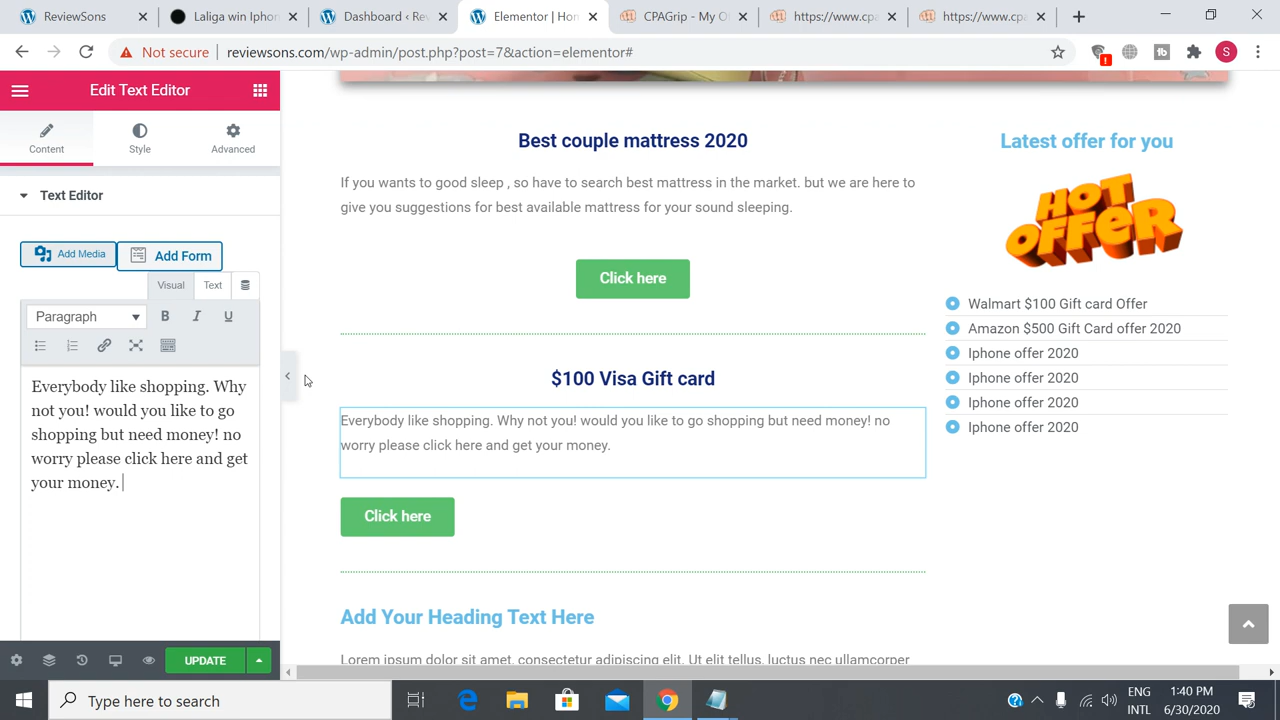 ReviewSons
Laliga win Iphon
Dashboard ‹ Rev
Elementor | Hon
CPAGrip - My O
https://www.cpa
https://www.cpa
Not secure
reviewsons.com/wp-admin/post.php?post=7&action=elementor#
S
Edit Text Editor
Content
Style
Advanced
Text Editor
Add Media
Add Form
Visual
Text
Paragraph
B
I
U
Everybody like shopping. Why
not you! would you like to go
shopping but need money! no
worry please click here and get
your money.
UPDATE
Best couple mattress 2020
If you wants to good sleep , so have to search best mattress in the market. but we are here to
give you suggestions for best available mattress for your sound sleeping.
Click here
$100 Visa Gift card
Everybody like shopping. Why not you! would you like to go shopping but need money! no
worry please click here and get your money.
Click here
Add Your Heading Text Here
Lorem ipsum dolor sit amet, consectetur adipiscing elit. Ut elit tellus, luctus nec ullamcorper
Latest offer for you
HOT
OFFER
Walmart $100 Gift card Offer
Amazon $500 Gift Card offer 2020
Iphone offer 2020
Iphone offer 2020
Iphone offer 2020
Iphone offer 2020
Type here to search
ENG
INTL
1:40 PM
6/30/2020